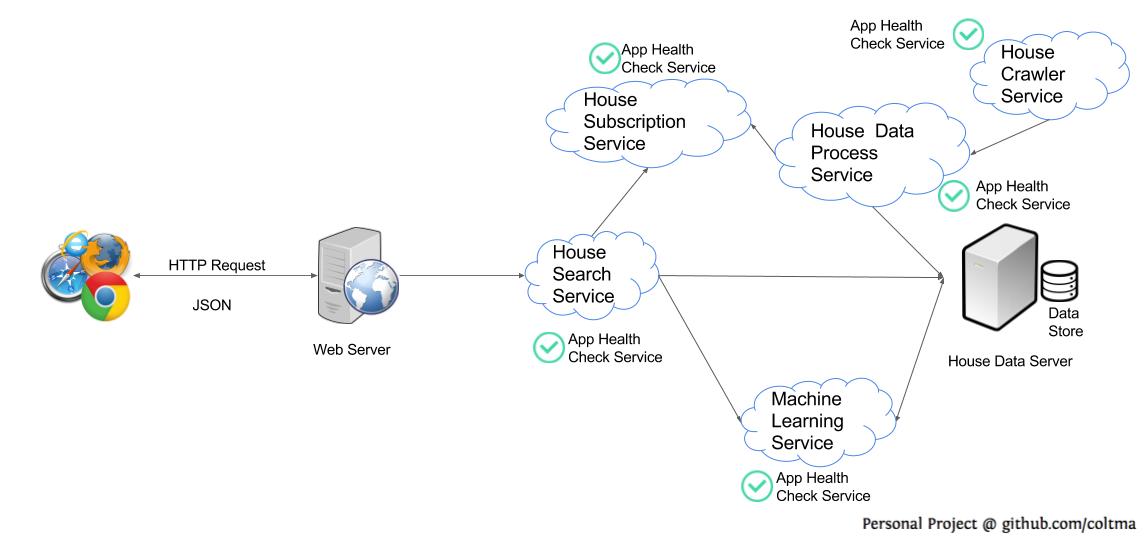 App Health
Check Service
House
Crawler
Service
App Health
Check Service
House
Subscription
Service
House Data
Process
Service
App Health
Check Service
HTTP Request
JSON
Web Server
House
Search
Service
App Health
Check Service
Data
Store
House Data Server
Machine
Learning
Service
App Health
Check Service
Personal Project @ github.com/coltma